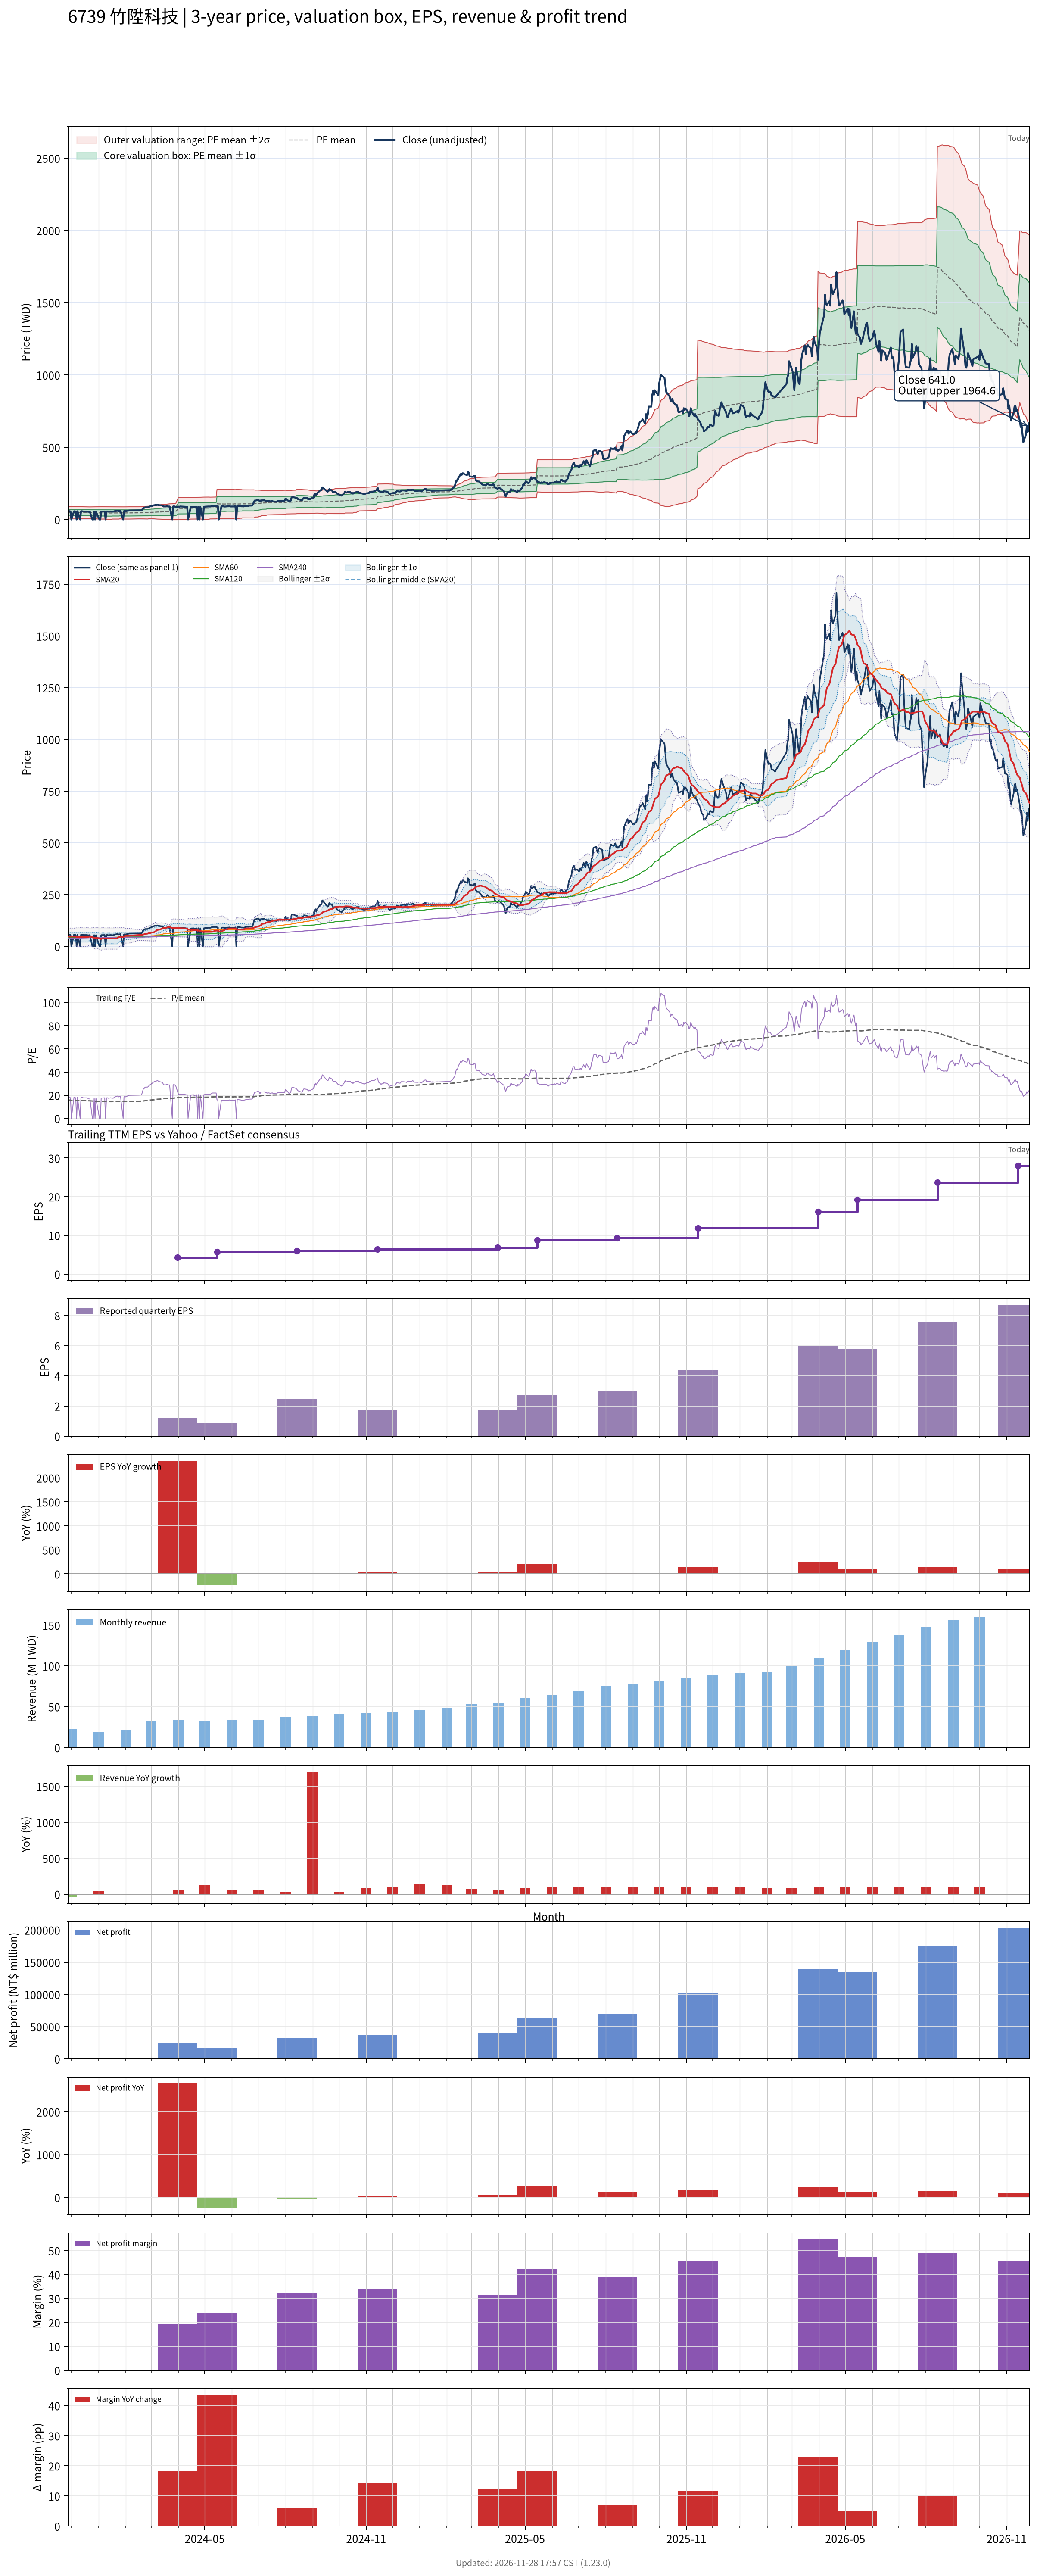 6739 竹陞科技 | 3-year price, valuation box, EPS, revenue & profit trend
Outer valuation range: PE mean ±2σ
Core valuation box: PE mean ±1σ
PE mean
Close (unadjusted)
Today
Close 641.0
Outer upper 1964.6
Price (TWD)
2500
2000
1500
1000
500
0
Close (same as panel 1)
SMA20
SMA60
SMA120
SMA240
Bollinger ±2σ
Bollinger ±1σ
Bollinger middle (SMA20)
Price
1750
1500
1250
1000
750
500
250
0
Trailing P/E
P/E mean
P/E
100
80
60
40
20
0
Trailing TTM EPS vs Yahoo / FactSet consensus
Today
EPS
30
20
10
0
Reported quarterly EPS
EPS
8
6
4
2
0
EPS YoY growth
YoY (%)
2000
1500
1000
500
0
Monthly revenue
Revenue (M TWD)
150
100
50
0
Revenue YoY growth
YoY (%)
1500
1000
500
0
Month
Net profit
Net profit (NT$ million)
200000
150000
100000
50000
0
Net profit YoY
YoY (%)
2000
1000
0
Net profit margin
Margin (%)
50
40
30
20
10
0
Margin YoY change
Δ margin (pp)
40
30
20
10
0
2024-05
2024-11
2025-05
2025-11
2026-05
2026-11
Updated: 2026-11-28 17:57 CST (1.23.0)